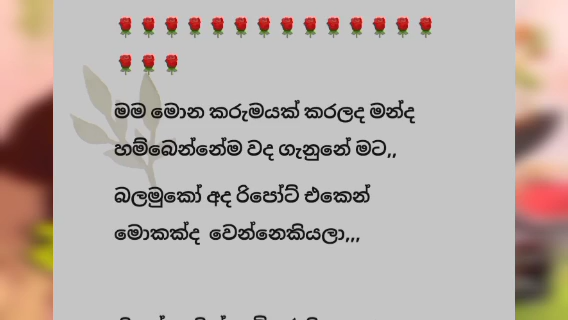 🌹🌹🌹🌹🌹🌹🌹🌹🌹🌹🌹🌹🌹🌹
🌹🌹🌹
මම මොන කරුමයක් කරලද මන්ද
හම්බෙන්නේම වද ගැනුනේ මට,,
බලමුකෝ අද රිපෝට් එකෙන්
මොකක්ද වෙන්නෙකියලා,,,